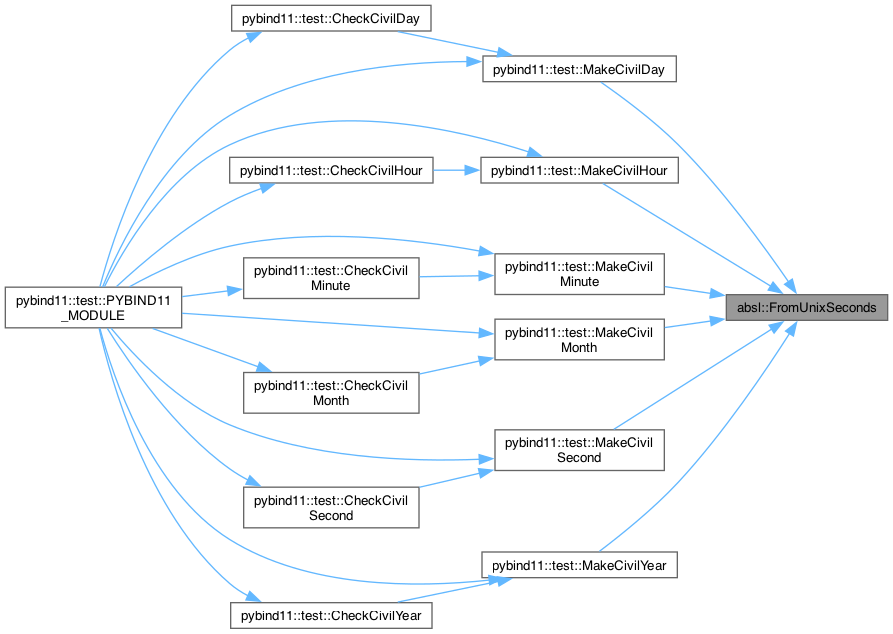 pybind11::test::CheckCivilDay
pybind11::test::MakeCivilDay
pybind11::test::CheckCivilHour
pybind11::test::MakeCivilHour
pybind11::test::CheckCivil
Minute
pybind11::test::MakeCivil
Minute
pybind11::test::PYBIND11
_MODULE
absl::FromUnixSeconds
pybind11::test::MakeCivil
Month
pybind11::test::CheckCivil
Month
pybind11::test::MakeCivil
Second
pybind11::test::CheckCivil
Second
pybind11::test::MakeCivilYear
pybind11::test::CheckCivilYear